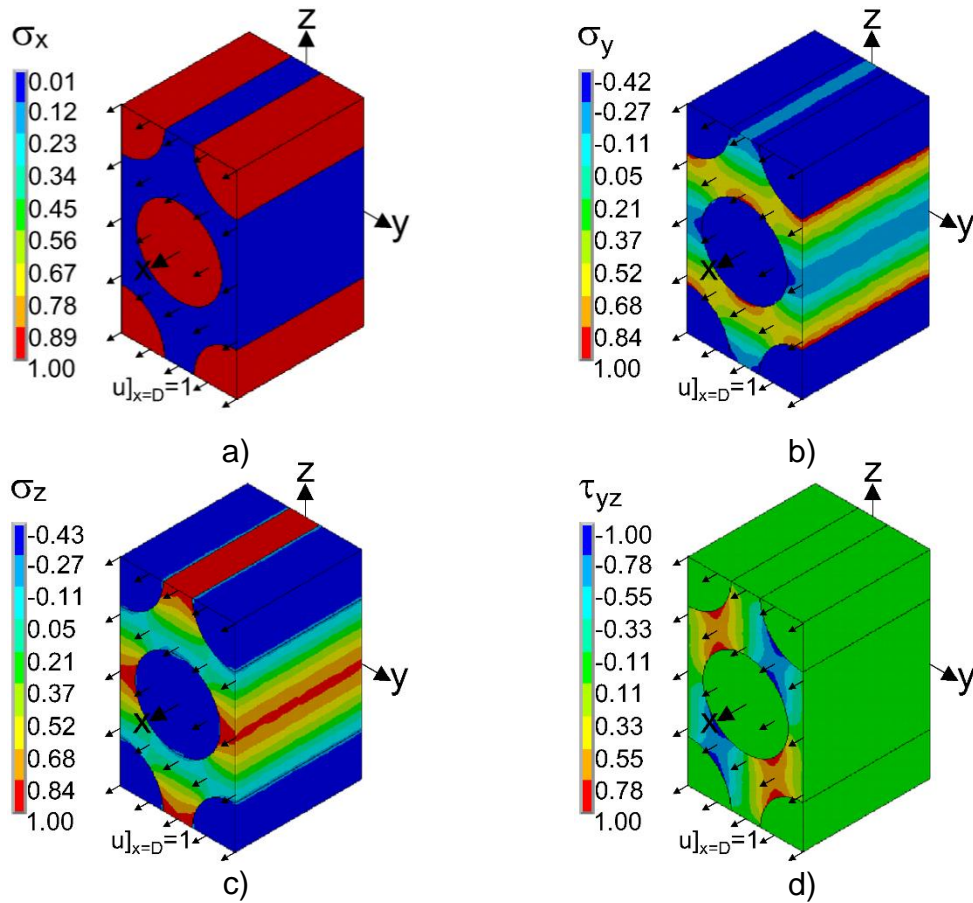 σx
0.01
0.12
0.23
0.34
0.45
0.56
0.67
0.78
0.89
1.00
z
y
x
u]x=D=1
a)
σy
-0.42
-0.27
-0.11
0.05
0.21
0.37
0.52
0.68
0.84
1.00
z
y
x
u]x=D=1
b)
σz
-0.43
-0.27
-0.11
0.05
0.21
0.37
0.52
0.68
0.84
1.00
z
y
x
u]x=D=1
c)
τyz
-1.00
-0.78
-0.55
-0.33
-0.11
0.11
0.33
0.55
0.78
1.00
z
y
x
u]x=D=1
d)